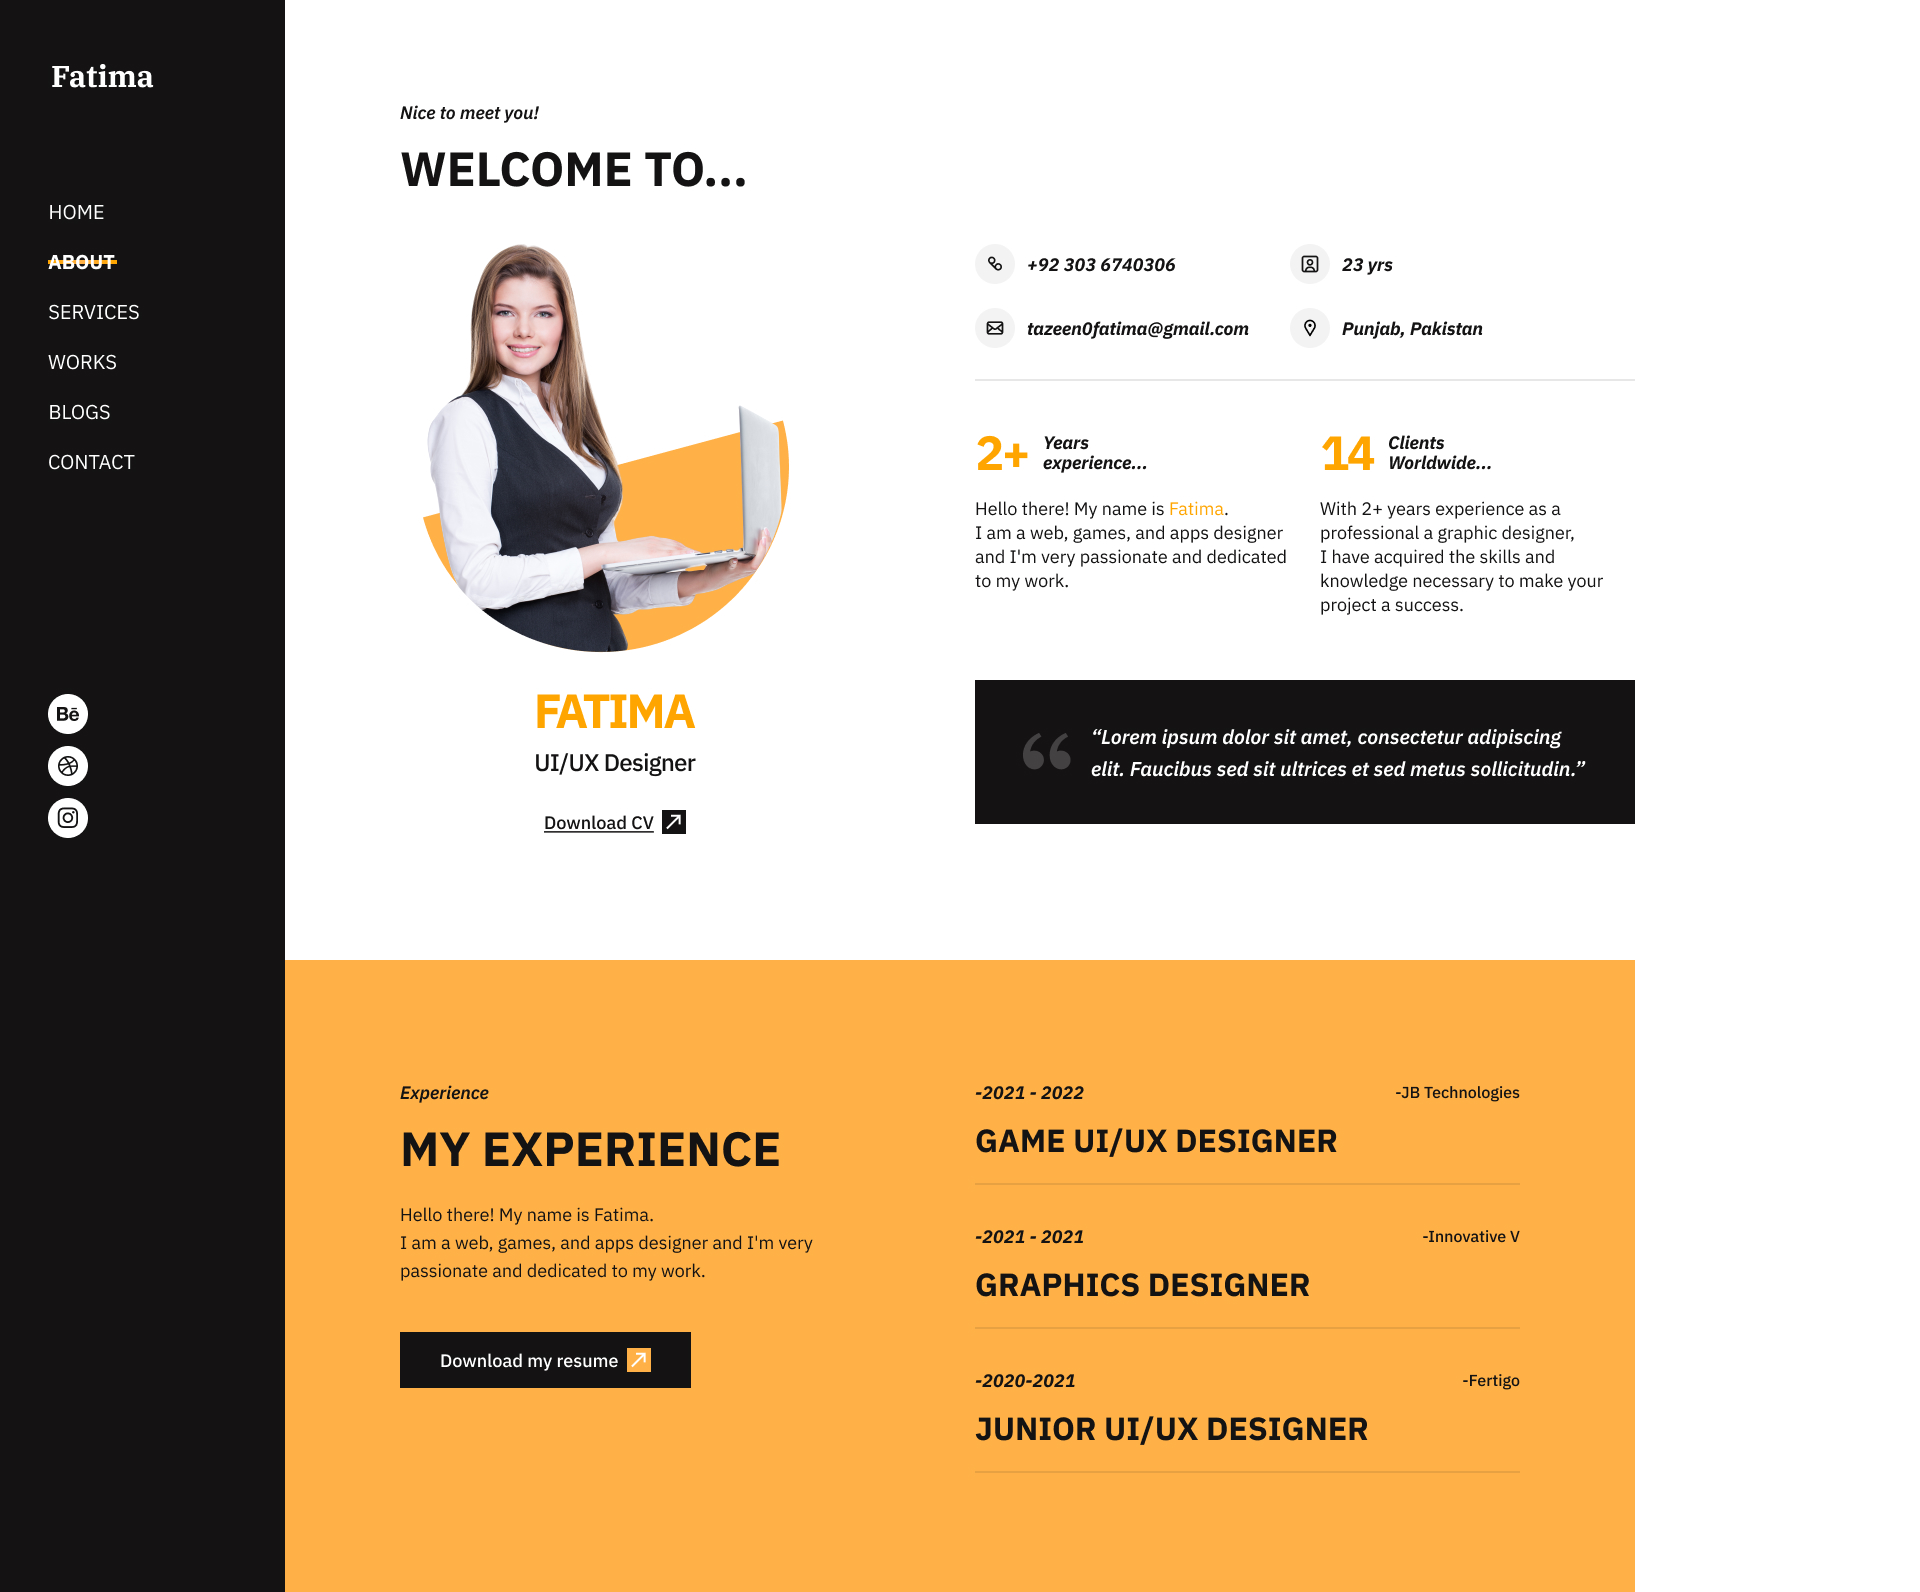 Fatima
HOME
ABOUT
SERVICES
WORKS
BLOGS
CONTACT
Bē
Nice to meet you!
WELCOME TO...
FATIMA
UI/UX Designer
Download CV
+92 303 6740306
23 yrs
tazeen0fatima@gmail.com
Punjab, Pakistan
2+
Years
experience...
Hello there! My name is Fatima.
I am a web, games, and apps designer
and I'm very passionate and dedicated
to my work.
14
Clients
Worldwide...
With 2+ years experience as a
professional a graphic designer,
I have acquired the skills and
knowledge necessary to make your
project a success.
“Lorem ipsum dolor sit amet, consectetur adipiscing
elit. Faucibus sed sit ultrices et sed metus sollicitudin.”
Experience
MY EXPERIENCE
Hello there! My name is Fatima.
I am a web, games, and apps designer and I'm very
passionate and dedicated to my work.
Download my resume
-2021 - 2022
-JB Technologies
GAME UI/UX DESIGNER
-2021 - 2021
-Innovative V
GRAPHICS DESIGNER
-2020-2021
-Fertigo
JUNIOR UI/UX DESIGNER